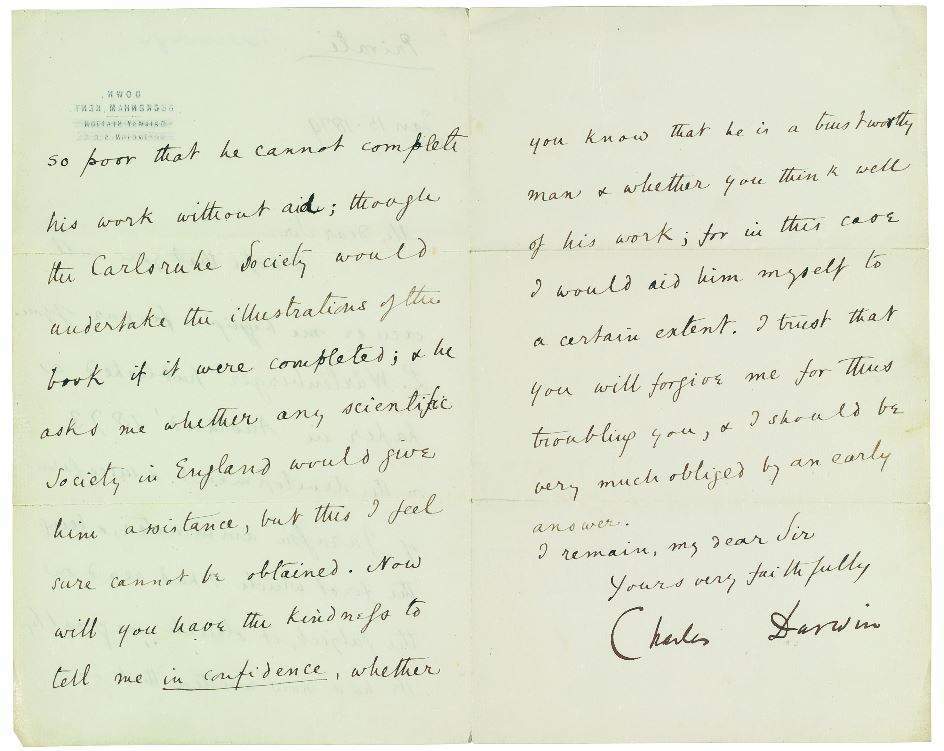 so poor that he cannot complete
his work without aid; though
the Carlsruhe Society would
undertake the illustrations of the
book if it were completed; & he
asks me whether any scientific
Society in England would give
him assistance, but this I feel
sure cannot be obtained. Now
will you have the kindness to
tell me in confidence, whether
you know that he is a trustworthy
man & whether you think well
of his work; for in this case
I would aid him myself to
a certain extent. I trust that
you will forgive me for thus
troubling you, & I should be
very much obliged by an early
answer.
I remain, my dear Sir
Yours very faithfully
Charles Darwin